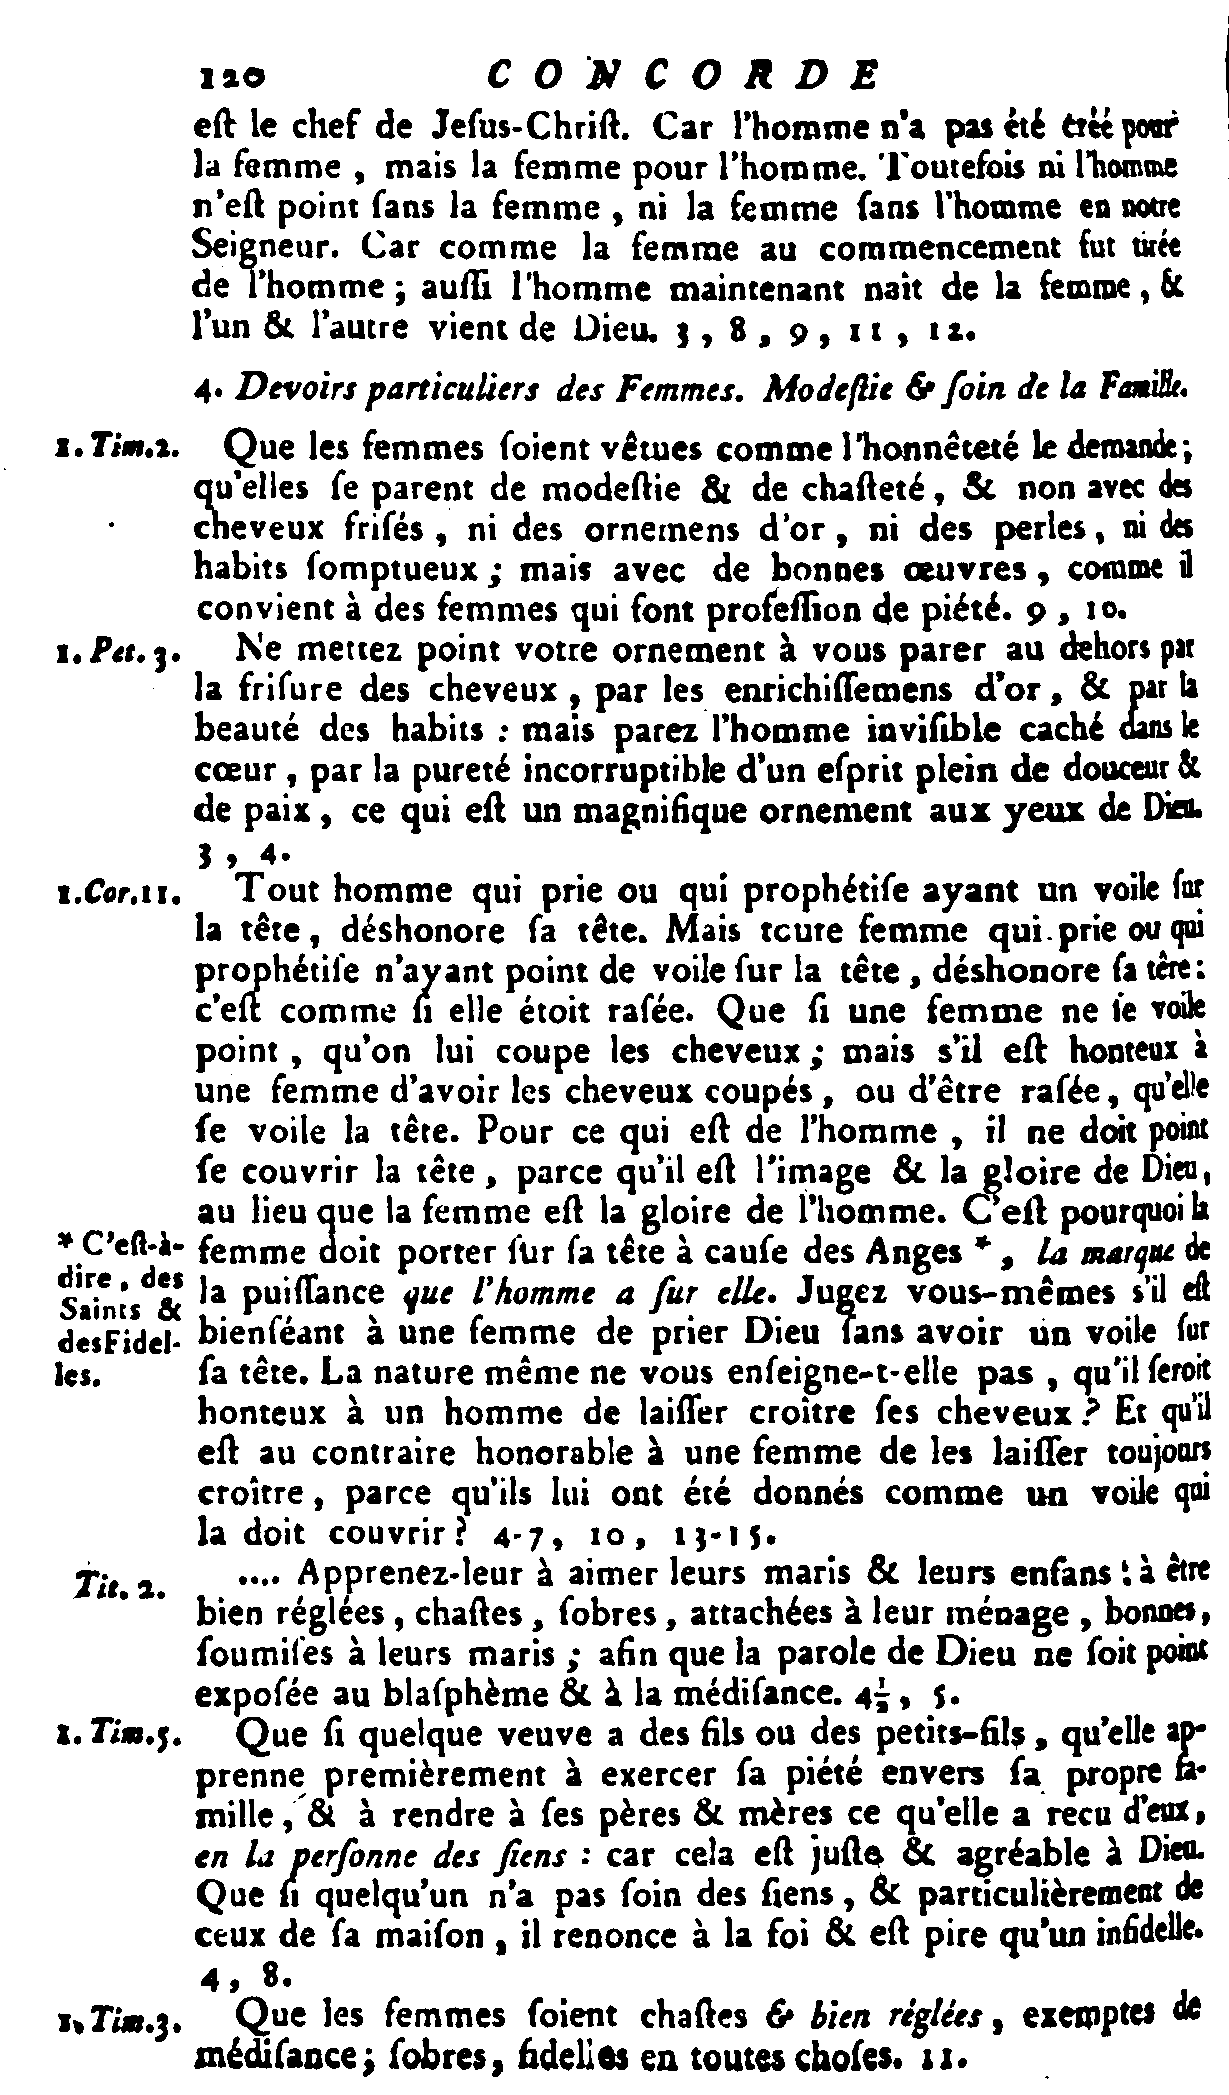 120 CONCORDE
eſt le chef de Jeſus-Chriſt. Car l'homme n'a pas été créé pour
la femme, mais la femme pour l'homme. Toutefois ni l'homme
n'eſt point ſans la femme, ni la femme ſans l'homme en notre
Seigneur. Car comme la femme au commencement fut tirée
de l'homme; auſſi l'homme maintenant naît de la femme, &
l'un & l'autre vient de Dieu. 3, 8, 9, 11, 12.
4. Devoirs particuliers des Femmes. Modeſtie & ſoin de la Famille.
1. Tim. 2. Que les femmes ſoient vêtues comme l'honnêteté le demande;
qu'elles ſe parent de modeſtie & de chaſteté, & non avec des
cheveux friſés, ni des ornemens d'or, ni des perles, ni des
habits ſomptueux; mais avec de bonnes œuvres, comme il
convient à des femmes qui font profeſſion de piété. 9, 10.
1. Pet. 3. Ne mettez point votre ornement à vous parer au dehors par
la friſure des cheveux, par les enrichiſſemens d'or, & par la
beauté des habits: mais parez l'homme inviſible caché dans le
cœur, par la pureté incorruptible d'un eſprit plein de douceur &
de paix, ce qui eſt un magnifique ornement aux yeux de Dieu.
3, 4.
1. Cor. 11. Tout homme qui prie ou qui prophétiſe ayant un voile ſur
la tête, déshonore ſa tête. Mais toute femme qui prie ou qui
prophétiſe n'ayant point de voile ſur la tête, déshonore ſa tête:
c'eſt comme ſi elle étoit raſée. Que ſi une femme ne ſe voile
point, qu'on lui coupe les cheveux; mais s'il eſt honteux à
une femme d'avoir les cheveux coupés, ou d'être raſée, qu'elle
ſe voile la tête. Pour ce qui eſt de l'homme, il ne doit point
ſe couvrir la tête, parce qu'il eſt l'image & la gloire de Dieu,
au lieu que la femme eſt la gloire de l'homme. C'eſt pourquoi la
femme doit porter ſur ſa tête à cauſe des Anges *, la marque de
la puiſſance que l'homme a ſur elle. Jugez vous-mêmes s'il eſt
bienſéant à une femme de prier Dieu ſans avoir un voile ſur
ſa tête. La nature même ne vous enſeigne-t-elle pas, qu'il ſeroit
honteux à un homme de laiſſer croître ſes cheveux? Et qu'il
eſt au contraire honorable à une femme de les laiſſer toujours
croître, parce qu'ils lui ont été donnés comme un voile qui
la doit couvrir? 4-7, 10, 13-15.
* C'eſt-à-
dire, des
Saints &
des Fidel-
les.
Tit. 2. .... Apprenez-leur à aimer leurs maris & leurs enfans: à être
bien réglées, chaſtes, ſobres, attachées à leur ménage, bonnes,
ſoumiſes à leurs maris; afin que la parole de Dieu ne ſoit point
expoſée au blaſphème & à la médiſance. 4½, 5.
1. Tim. 5. Que ſi quelque veuve a des fils ou des petits-fils, qu'elle ap-
prenne premièrement à exercer ſa piété envers ſa propre fa-
mille, & à rendre à ſes pères & mères ce qu'elle a recu d'eux,
en la perſonne des ſiens: car cela eſt juſte & agréable à Dieu.
Que ſi quelqu'un n'a pas ſoin des ſiens, & particulièrement de
ceux de ſa maiſon, il renonce à la foi & eſt pire qu'un infidelle.
4, 8.
1. Tim. 3. Que les femmes ſoient chaſtes & bien réglées, exemptes de
médiſance; ſobres, fidelles en toutes choſes. 11.